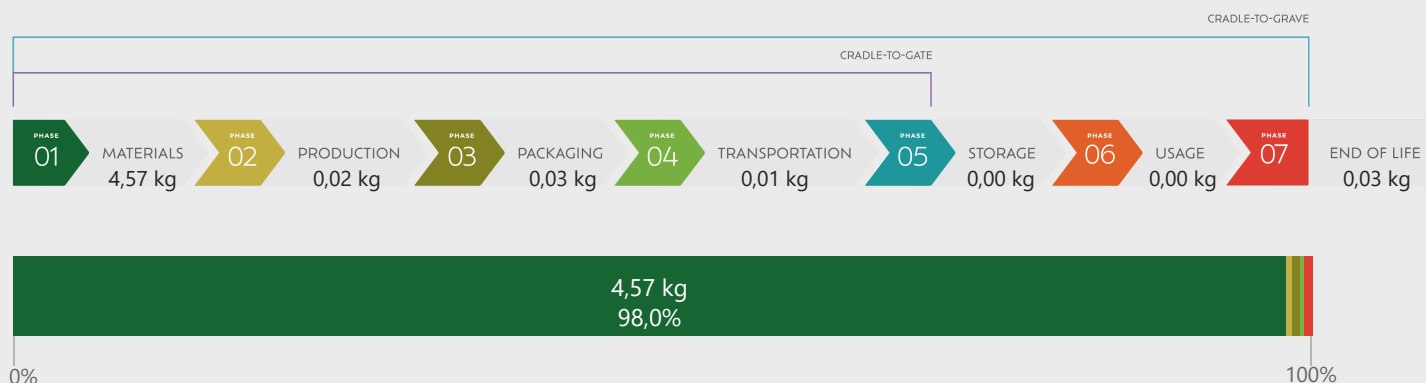 CRADLE-TO-GRAVE
CRADLE-TO-GATE
PHASE
01
MATERIALS
4,57 kg
PHASE
02
PRODUCTION
0,02 kg
PHASE
03
PACKAGING
0,03 kg
PHASE
04
TRANSPORTATION
0,01 kg
PHASE
05
STORAGE
0,00 kg
PHASE
06
USAGE
0,00 kg
PHASE
07
END OF LIFE
0,03 kg
4,57 kg
98,0%
0%
100%